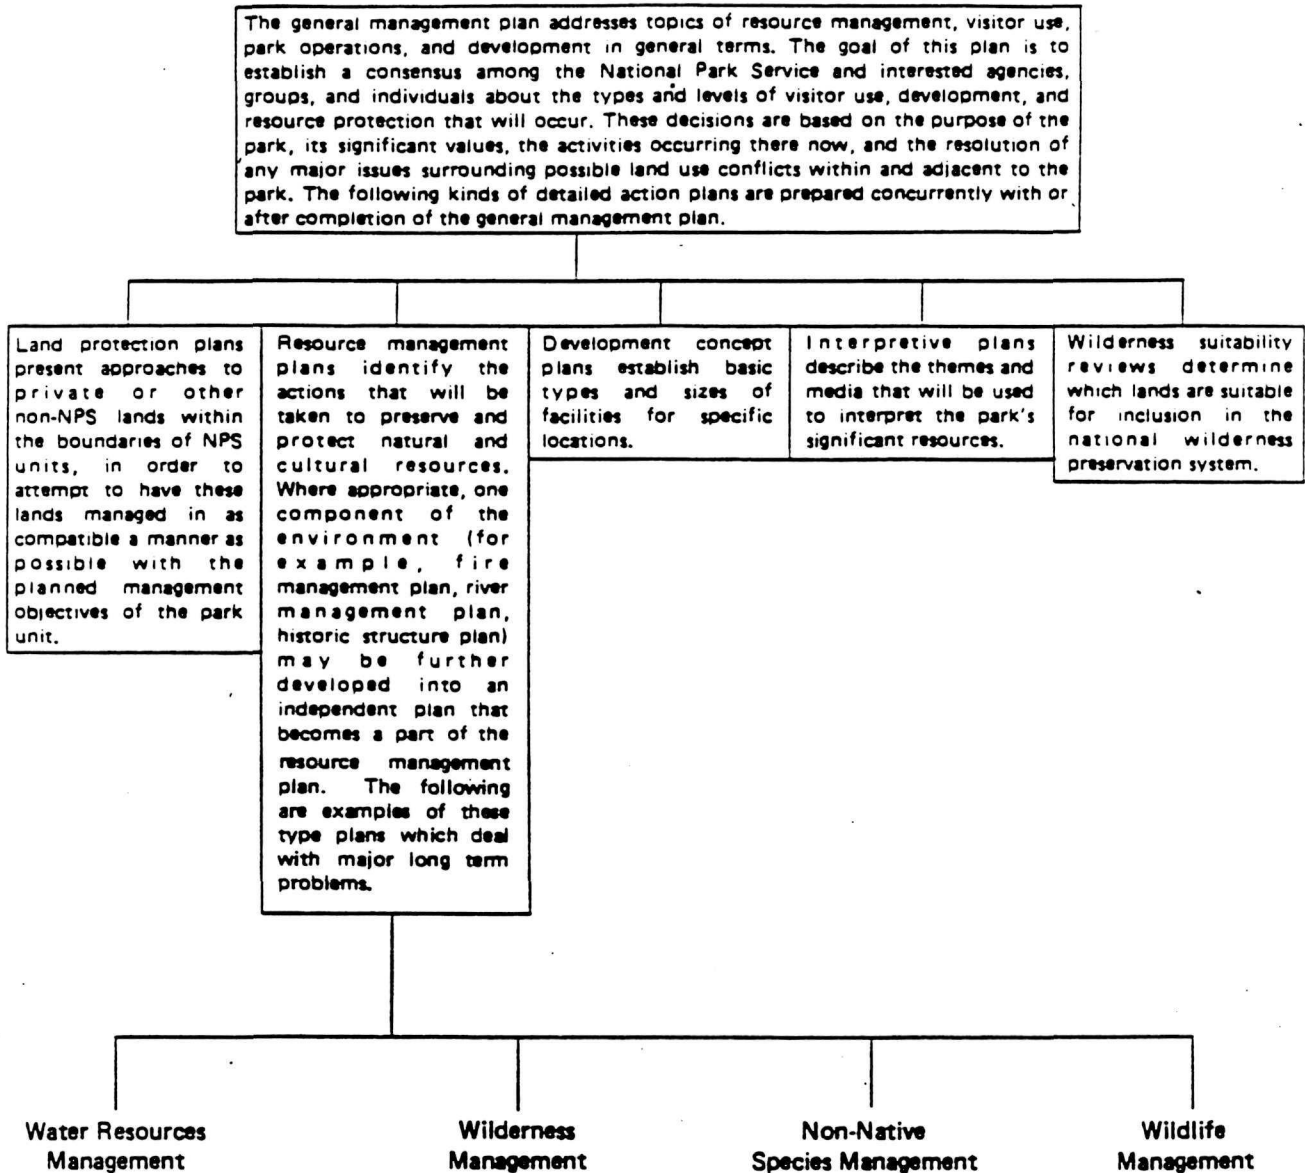 The general management plan addresses topics of resource management, visitor use,
park operations, and development in general terms. The goal of this plan is to
establish a consensus among the National Park Service and interested agencies,
groups, and individuals about the types and levels of visitor use, development, and
resource protection that will occur. These decisions are based on the purpose of the
park, its significant values, the activities occurring there now, and the resolution of
any major issues surrounding possible land use conflicts within and adjacent to the
park. The following kinds of detailed action plans are prepared concurrently with or
after completion of the general management plan.
Land protection plans
present approaches to
private or other
non-NPS lands within
the boundaries of NPS
units, in order to
attempt to have these
lands managed in as
compatible a manner as
possible with the
planned management
objectives of the park
unit.
Resource management
plans identify the
actions that will be
taken to preserve and
protect natural and
cultural resources.
Where appropriate, one
component of the
environment (for
example, fire
management plan, river
management plan,
historic structure plan)
may be further
developed into an
independent plan that
becomes a part of the
resource management
plan. The following
are examples of these
type plans which deal
with major long term
problems.
Development concept
plans establish basic
types and sizes of
facilities for specific
locations.
Interpretive plans
describe the themes and
media that will be used
to interpret the park's
significant resources.
Wilderness suitability
reviews determine
which lands are suitable
for inclusion in the
national wilderness
preservation system.
Water Resources
Management
Wilderness
Management
Non-Native
Species Management
Wildlife
Management